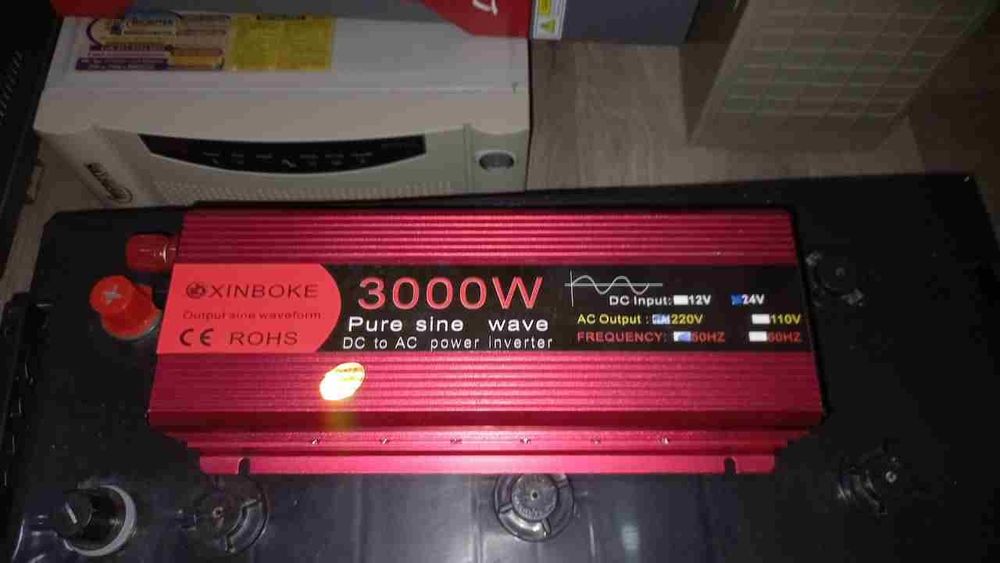 XINBOKE
Output sine waveform
CE ROHS
3000W
Pure sine wave
DC to AC power inverter
DC Input: 12V 24V
AC Output: 220V 110V
FREQUENCY: 50HZ 60HZ